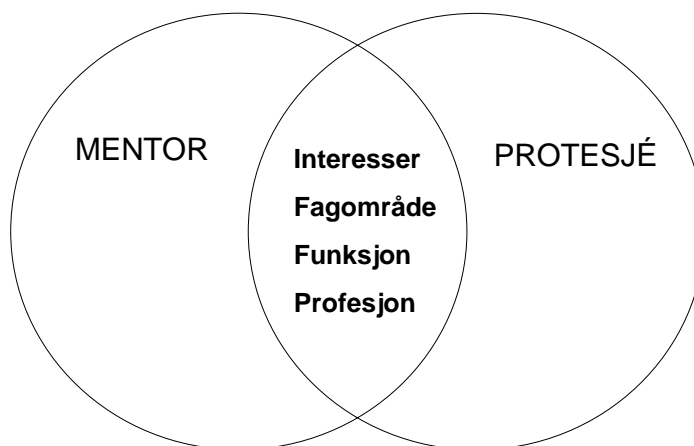 MENTOR
Interesser
Fagområde
Funksjon
Profesjon
PROTESJÉ